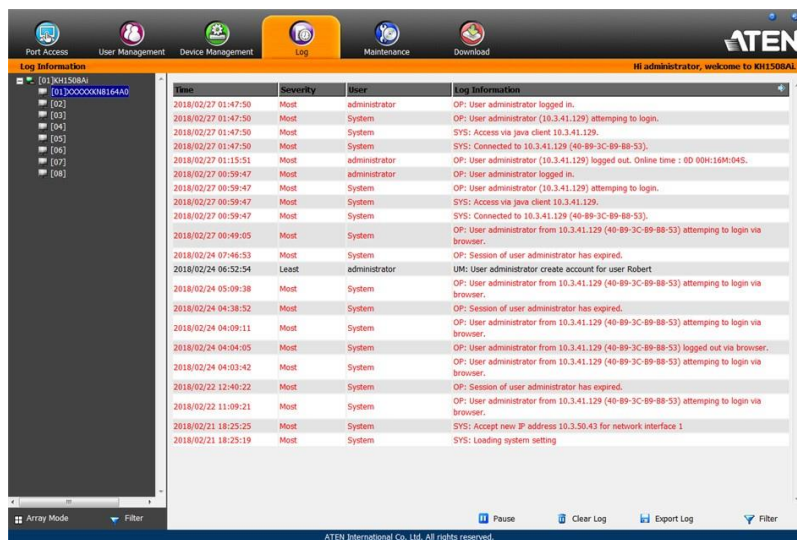 Port Access User Management Device Management Log Maintenance Download
ATEN
Log Information Hi administrator, welcome to KH1508Ai.
[01]KH1508Ai
[01]XXXXXKN8164A0
[02]
[03]
[04]
[05]
[06]
[07]
[08]
Time Severity User Log Information
2018/02/27 01:47:50 Most administrator OP: User administrator logged in.
2018/02/27 01:47:50 Most System OP: User administrator (10.3.41.129) attemping to login.
2018/02/27 01:47:50 Most System SYS: Access via java client 10.3.41.129.
2018/02/27 01:47:50 Most System SYS: Connected to 10.3.41.129 (40-B9-3C-B9-B8-53).
2018/02/27 01:15:51 Most administrator OP: User administrator (10.3.41.129) logged out. Online time : 0D 00H:16M:04S.
2018/02/27 00:59:47 Most administrator OP: User administrator logged in.
2018/02/27 00:59:47 Most System OP: User administrator (10.3.41.129) attemping to login.
2018/02/27 00:59:47 Most System SYS: Access via java client 10.3.41.129.
2018/02/27 00:59:47 Most System SYS: Connected to 10.3.41.129 (40-B9-3C-B9-B8-53).
2018/02/27 00:49:05 Most System OP: User administrator from 10.3.41.129 (40-B9-3C-B9-B8-53) attemping to login via
browser.
2018/02/24 07:46:53 Most System OP: Session of user administrator has expired.
2018/02/24 06:52:54 Least administrator UM: User administrator create account for user Robert
2018/02/24 05:09:38 Most System OP: User administrator from 10.3.41.129 (40-B9-3C-B9-B8-53) attemping to login via
browser.
2018/02/24 04:38:52 Most System OP: Session of user administrator has expired.
2018/02/24 04:09:11 Most System OP: User administrator from 10.3.41.129 (40-B9-3C-B9-B8-53) attemping to login via
browser.
2018/02/24 04:04:05 Most System OP: User administrator from 10.3.41.129 (40-B9-3C-B9-B8-53) logged out via browser.
2018/02/24 04:03:42 Most System OP: User administrator from 10.3.41.129 (40-B9-3C-B9-B8-53) attemping to login via
browser.
2018/02/22 12:40:22 Most System OP: Session of user administrator has expired.
2018/02/22 11:09:21 Most System OP: User administrator from 10.3.41.129 (40-B9-3C-B9-B8-53) attemping to login via
browser.
2018/02/21 18:25:25 Most System SYS: Accept new IP address 10.3.50.43 for network interface 1
2018/02/21 18:25:19 Most System SYS: Loading system setting
Array Mode Filter Pause Clear Log Export Log Filter
ATEN International Co. Ltd. All rights reserved.